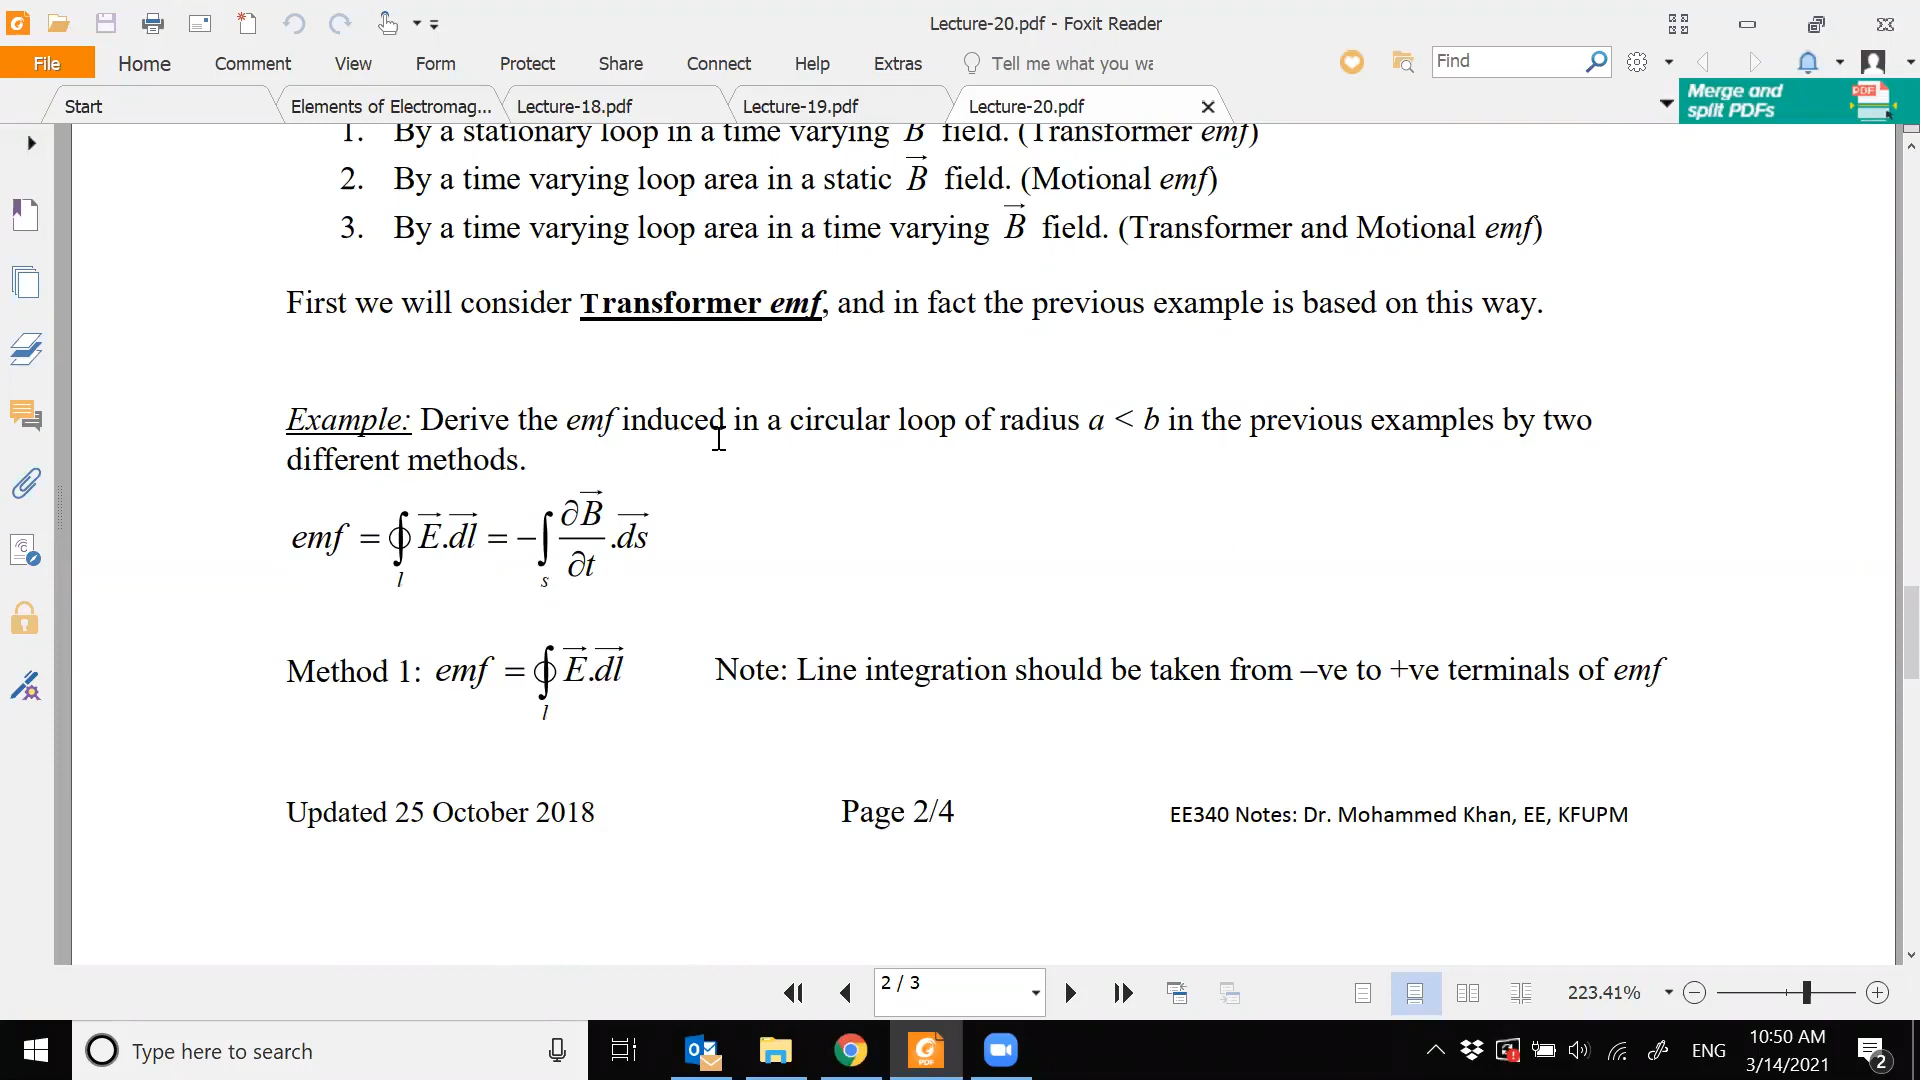 Lecture-20.pdf - Foxit Reader
File Home Comment View Form Protect Share Connect Help Extras Tell me what you wa Find
Start Elements of Electromag... Lecture-18.pdf Lecture-19.pdf Lecture-20.pdf
Merge and
split PDFs
PDF
1. By a stationary loop in a time varying B field. (Transformer emf)
2. By a time varying loop area in a static B⃗ field. (Motional emf)
3. By a time varying loop area in a time varying B⃗ field. (Transformer and Motional emf)
First we will consider Transformer emf, and in fact the previous example is based on this way.
Example: Derive the emf induced in a circular loop of radius a < b in the previous examples by two
different methods.
emf = ∮_l E⃗.dl⃗ = −∫_s ∂B⃗/∂t .ds⃗
Method 1: emf = ∮_l E⃗.dl⃗ Note: Line integration should be taken from –ve to +ve terminals of emf
Updated 25 October 2018 Page 2/4 EE340 Notes: Dr. Mohammed Khan, EE, KFUPM
2 / 3 223.41%
Type here to search ENG 10:50 AM
3/14/2021 2